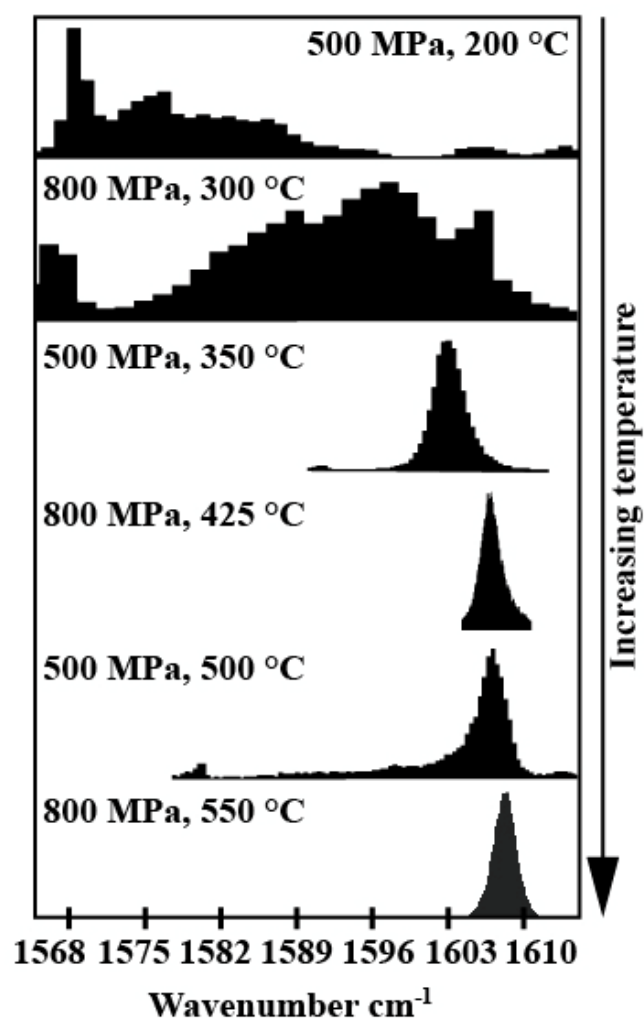 500 MPa, 200 °C
800 MPa, 300 °C
500 MPa, 350 °C
800 MPa, 425 °C
500 MPa, 500 °C
800 MPa, 550 °C
Increasing temperature
1568 1575 1582 1589 1596 1603 1610
Wavenumber cm⁻¹